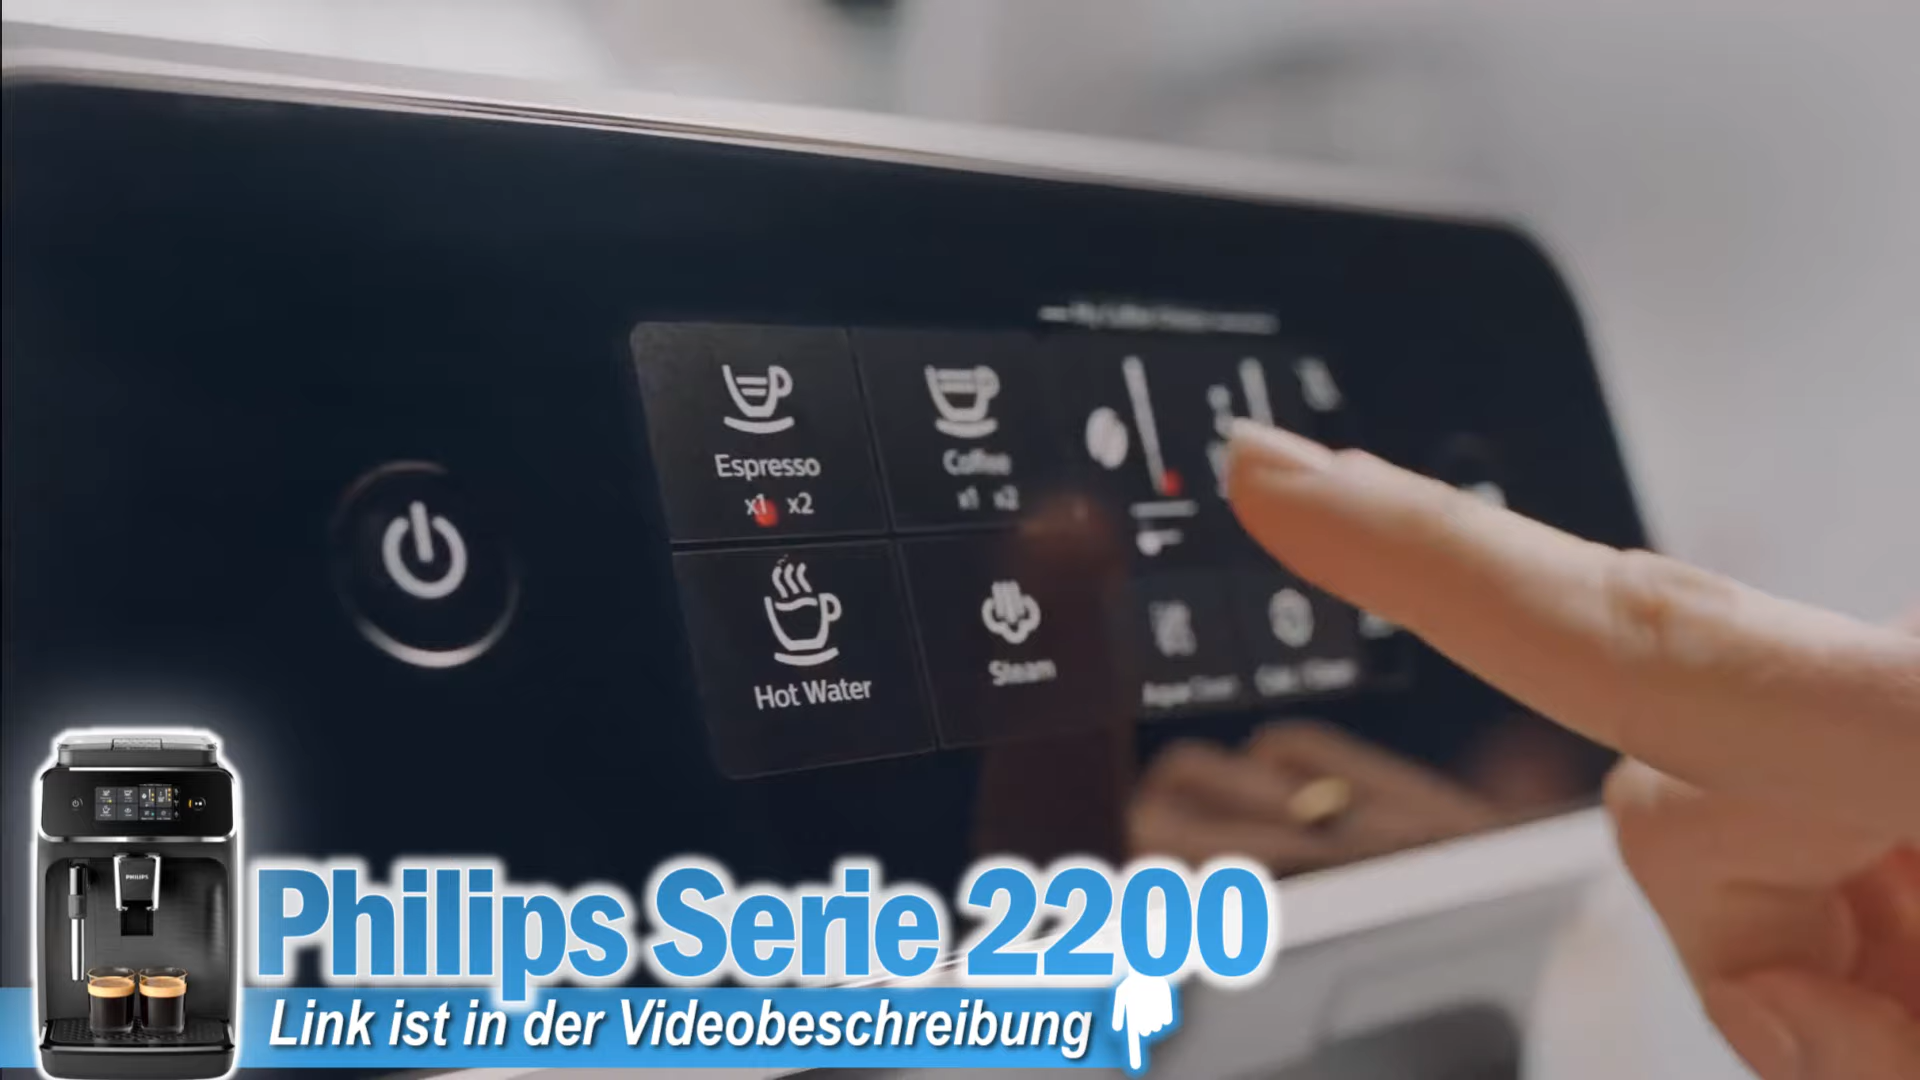 Espresso
x1 x2
Coffee
x1 x2
Hot Water
Steam
PHILIPS
Philips Serie 2200
Link ist in der Videobeschreibung